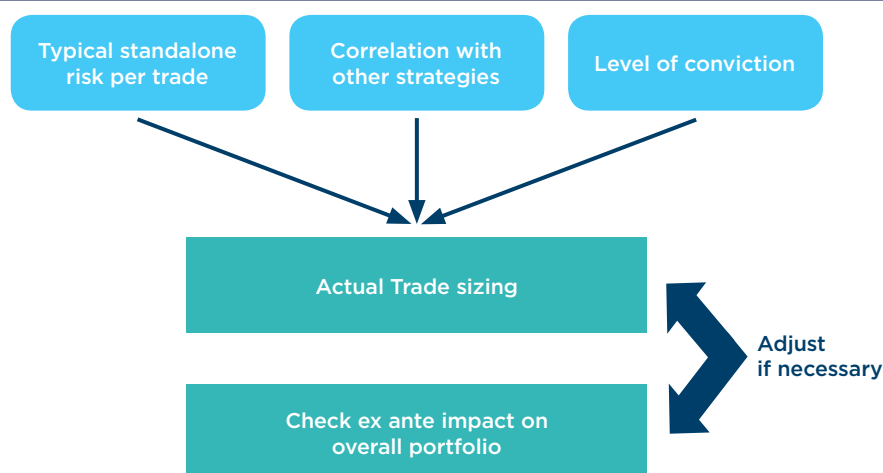 Typical standalone
risk per trade
Correlation with
other strategies
Level of conviction
Actual Trade sizing
Adjust
if necessary
Check ex ante impact on
overall portfolio